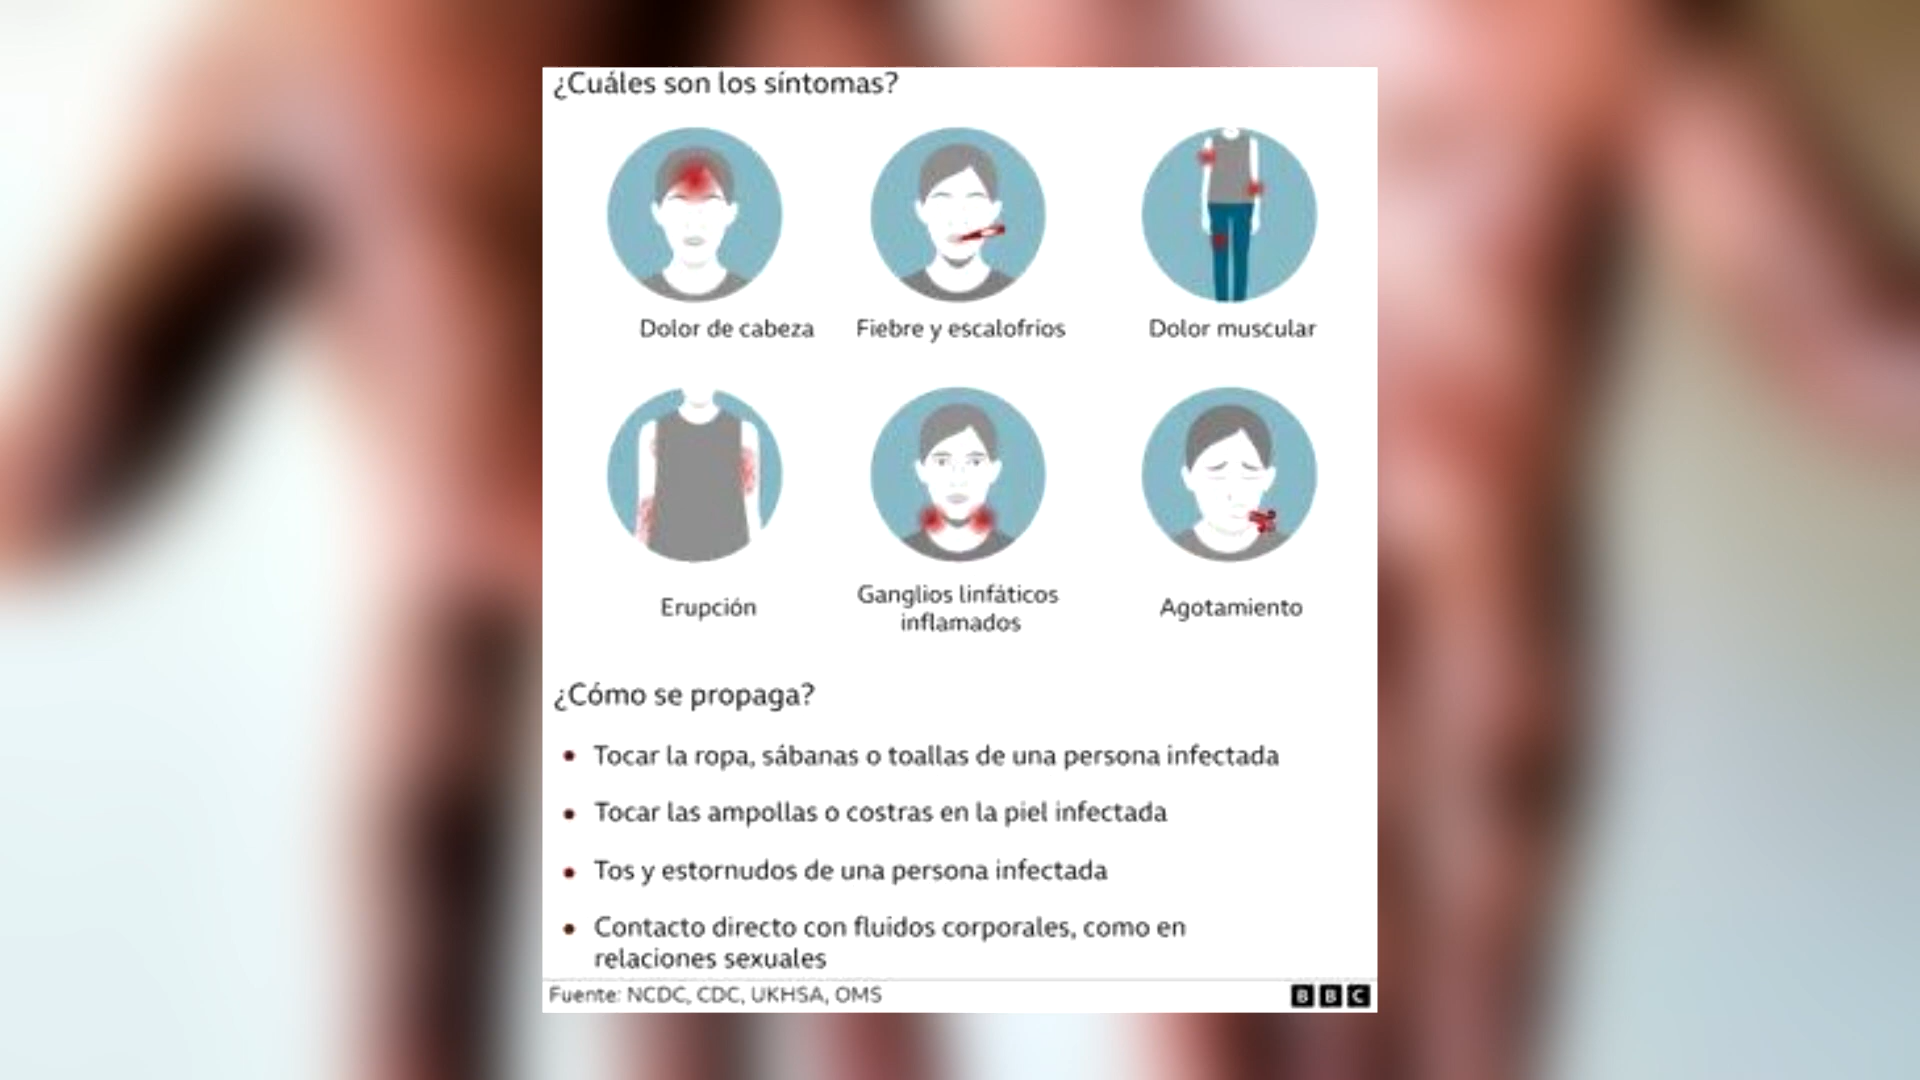 ¿Cuáles son los síntomas?
Dolor de cabeza
Fiebre y escalofríos
Dolor muscular
Erupción
Ganglios linfáticos
inflamados
Agotamiento
¿Cómo se propaga?
Tocar la ropa, sábanas o toallas de una persona infectada
Tocar las ampollas o costras en la piel infectada
Tos y estornudos de una persona infectada
Contacto directo con fluidos corporales, como en
relaciones sexuales
Fuente: NCDC, CDC, UKHSA, OMS
BBC